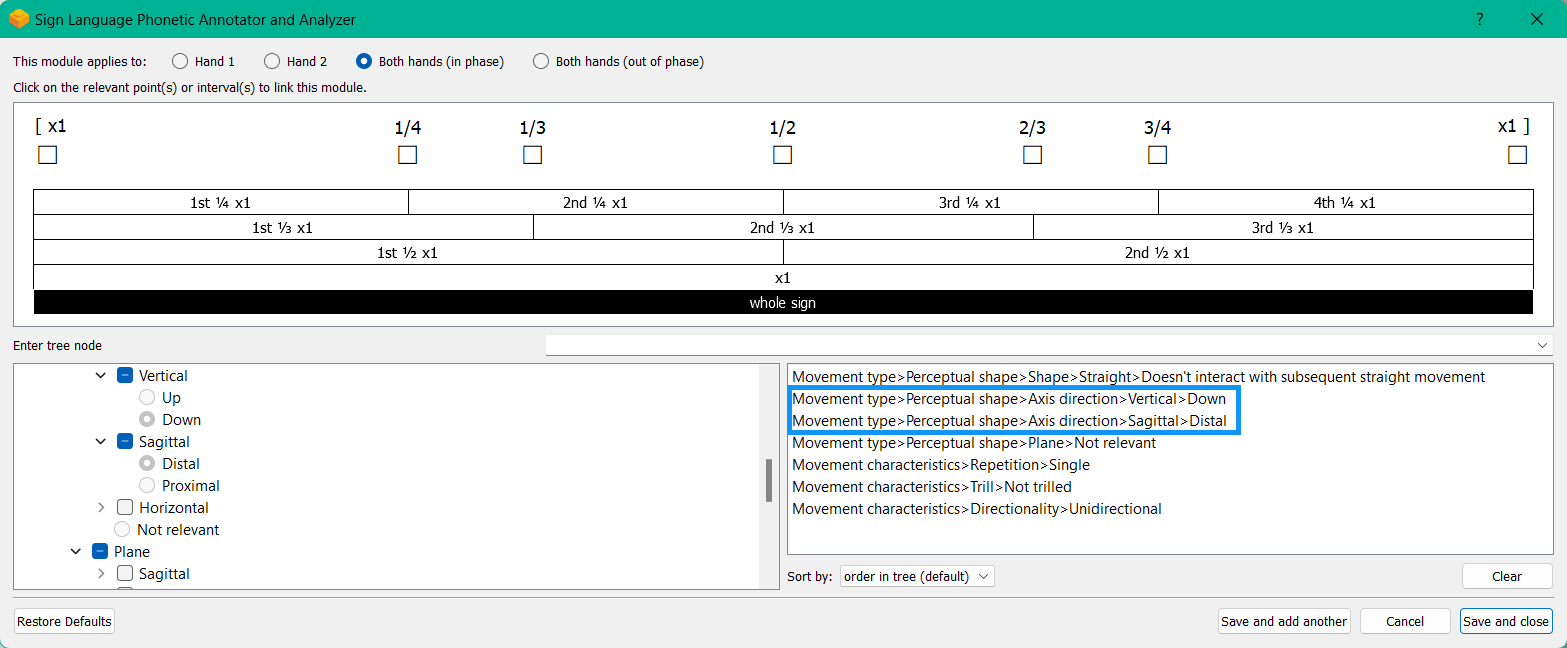 Sign Language Phonetic Annotator and Analyzer ?
This module applies to: Hand 1 Hand 2 Both hands (in phase) Both hands (out of phase)
Click on the relevant point(s) or interval(s) to link this module.
[ x1 1/4 1/3 1/2 2/3 3/4 x1 ]
1st ¼ x1 2nd ¼ x1 3rd ¼ x1 4th ¼ x1
1st ⅓ x1 2nd ⅓ x1 3rd ⅓ x1
1st ½ x1 2nd ½ x1
x1
whole sign
Enter tree node
Vertical
Up
Down
Sagittal
Distal
Proximal
Horizontal
Not relevant
Plane
Sagittal
Movement type>Perceptual shape>Shape>Straight>Doesn't interact with subsequent straight movement
Movement type>Perceptual shape>Axis direction>Vertical>Down
Movement type>Perceptual shape>Axis direction>Sagittal>Distal
Movement type>Perceptual shape>Plane>Not relevant
Movement characteristics>Repetition>Single
Movement characteristics>Trill>Not trilled
Movement characteristics>Directionality>Unidirectional
Sort by: order in tree (default) Clear
Restore Defaults Save and add another Cancel Save and close